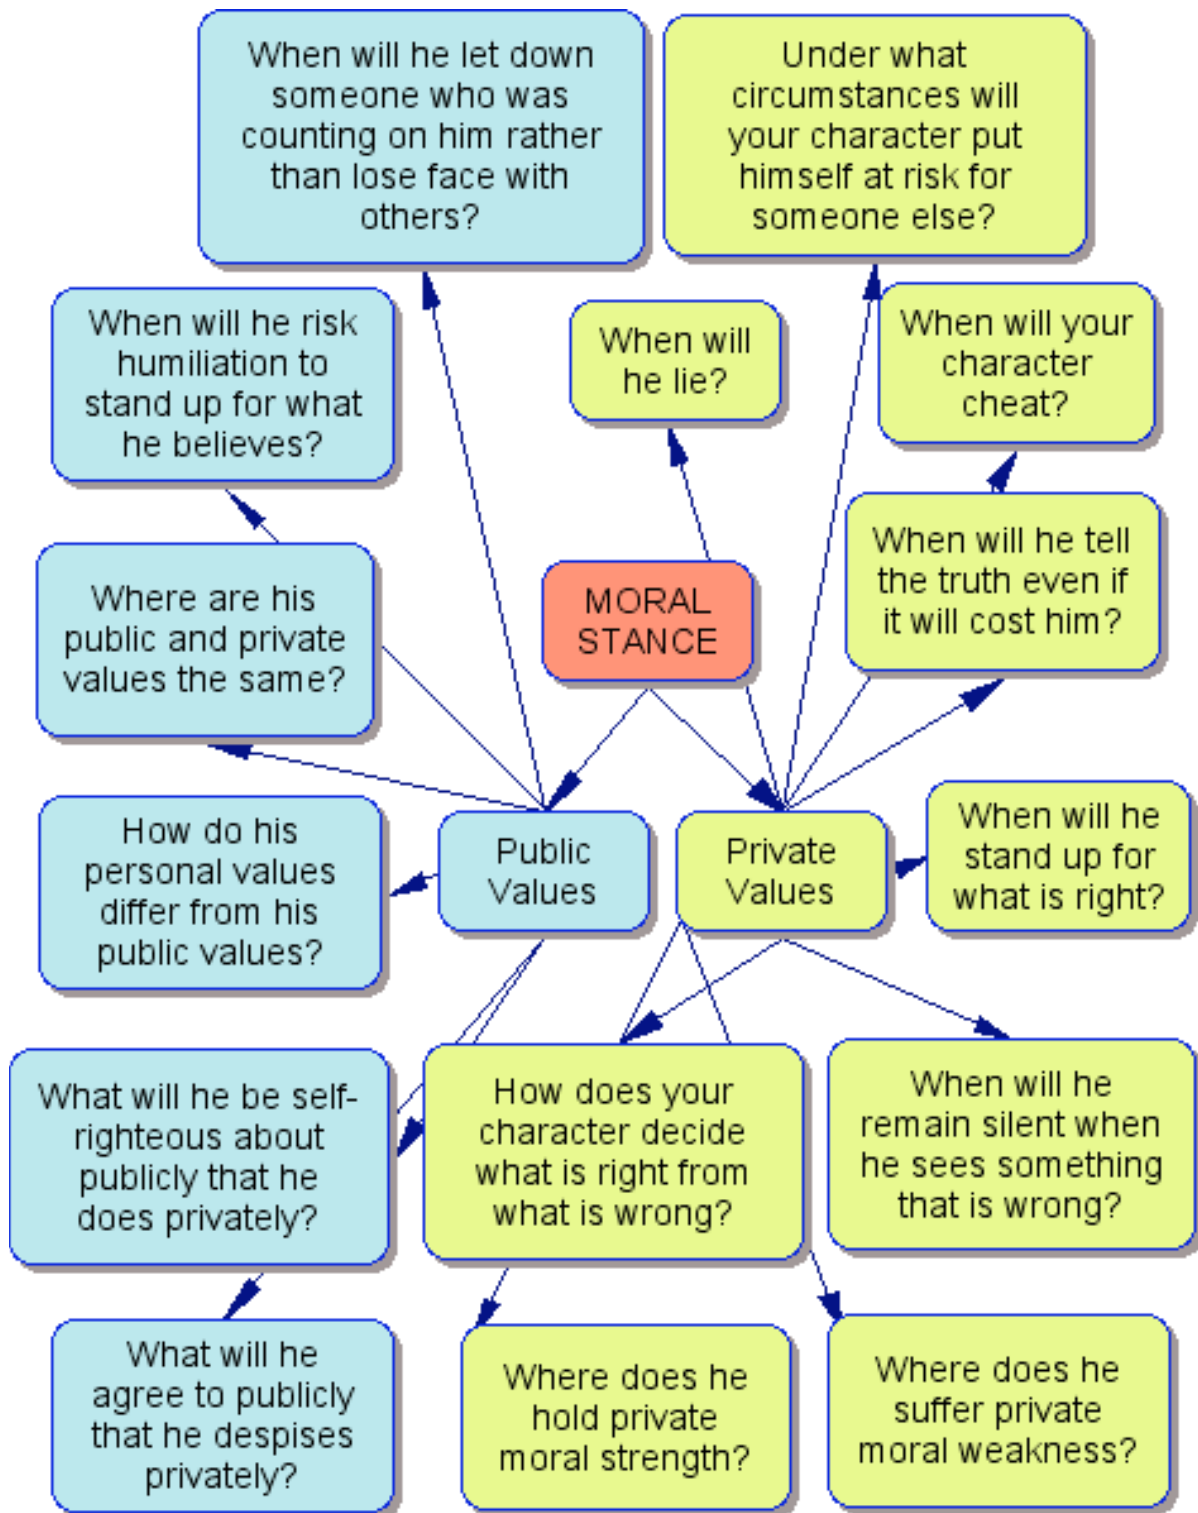 When will he let down
someone who was
counting on him rather
than lose face with
others?
Under what
circumstances will
your character put
himself at risk for
someone else?
When will he risk
humiliation to
stand up for what
he believes?
When will
he lie?
When will your
character
cheat?
Where are his
public and private
values the same?
MORAL
STANCE
When will he tell
the truth even if
it will cost him?
How do his
personal values
differ from his
public values?
Public
Values
Private
Values
When will he
stand up for
what is right?
What will he be self-
righteous about
publicly that he
does privately?
How does your
character decide
what is right from
what is wrong?
When will he
remain silent when
he sees something
that is wrong?
What will he
agree to publicly
that he despises
privately?
Where does he
hold private
moral strength?
Where does he
suffer private
moral weakness?